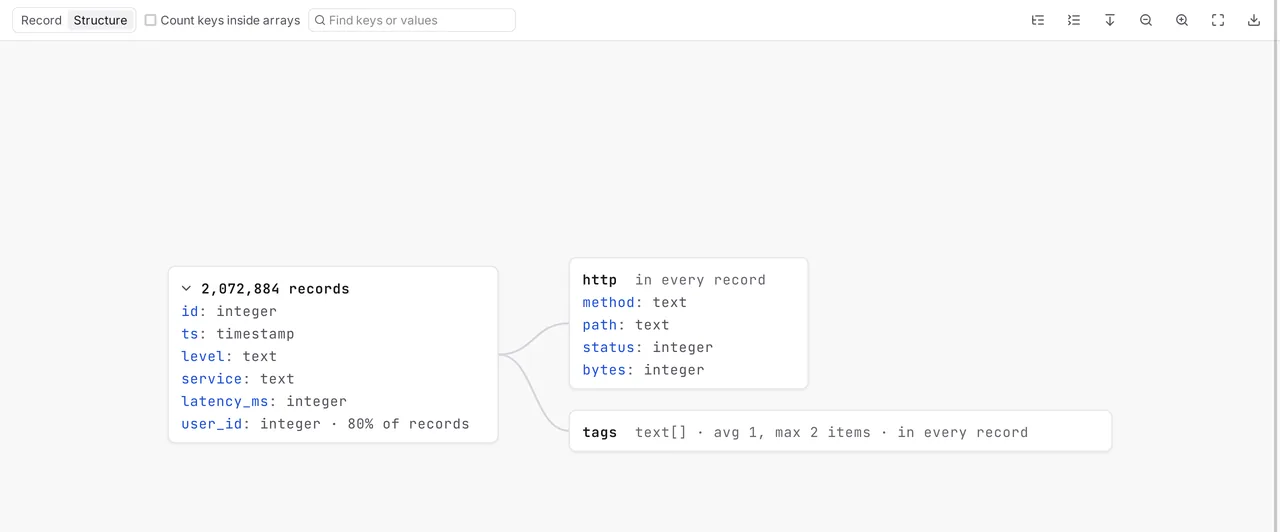 Record Structure Count keys inside arrays Find keys or values
2,072,884 records
id: integer
ts: timestamp
level: text
service: text
latency_ms: integer
user_id: integer · 80% of records
http in every record
method: text
path: text
status: integer
bytes: integer
tags text[] · avg 1, max 2 items · in every record